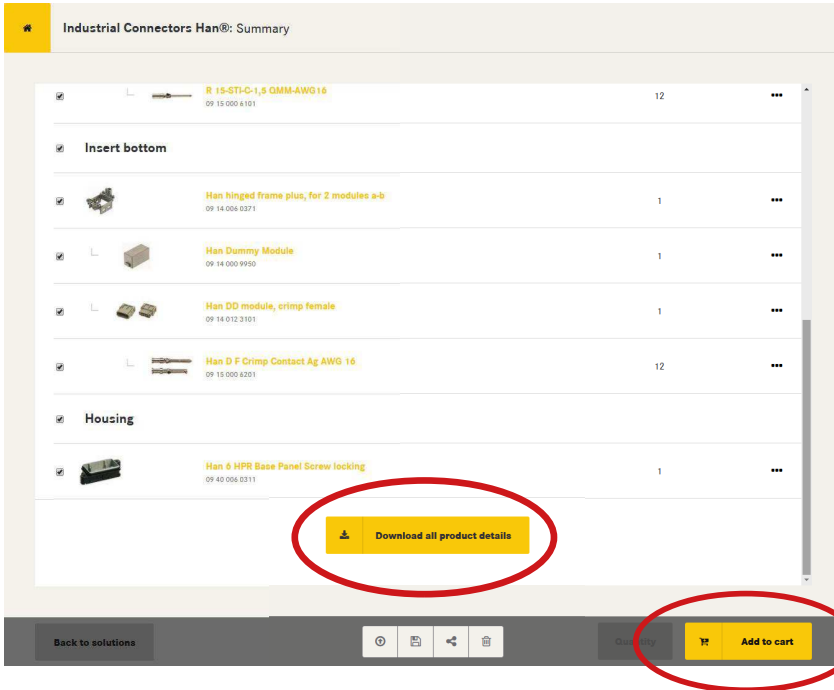 Industrial Connectors Han®: Summary
R 15-STI-C-1,5 QMM-AWG16
09 15 000 6101
12
Insert bottom
Han hinged frame plus, for 2 modules a-b
09 14 006 0371
1
Han Dummy Module
09 14 000 9950
1
Han DD module, crimp female
09 14 012 3101
1
Han D F Crimp Contact Ag AWG 16
09 15 000 6201
12
Housing
Han 6 HPR Base Panel Screw locking
09 40 006 0311
1
Download all product details
Back to solutions
Quantity
Add to cart